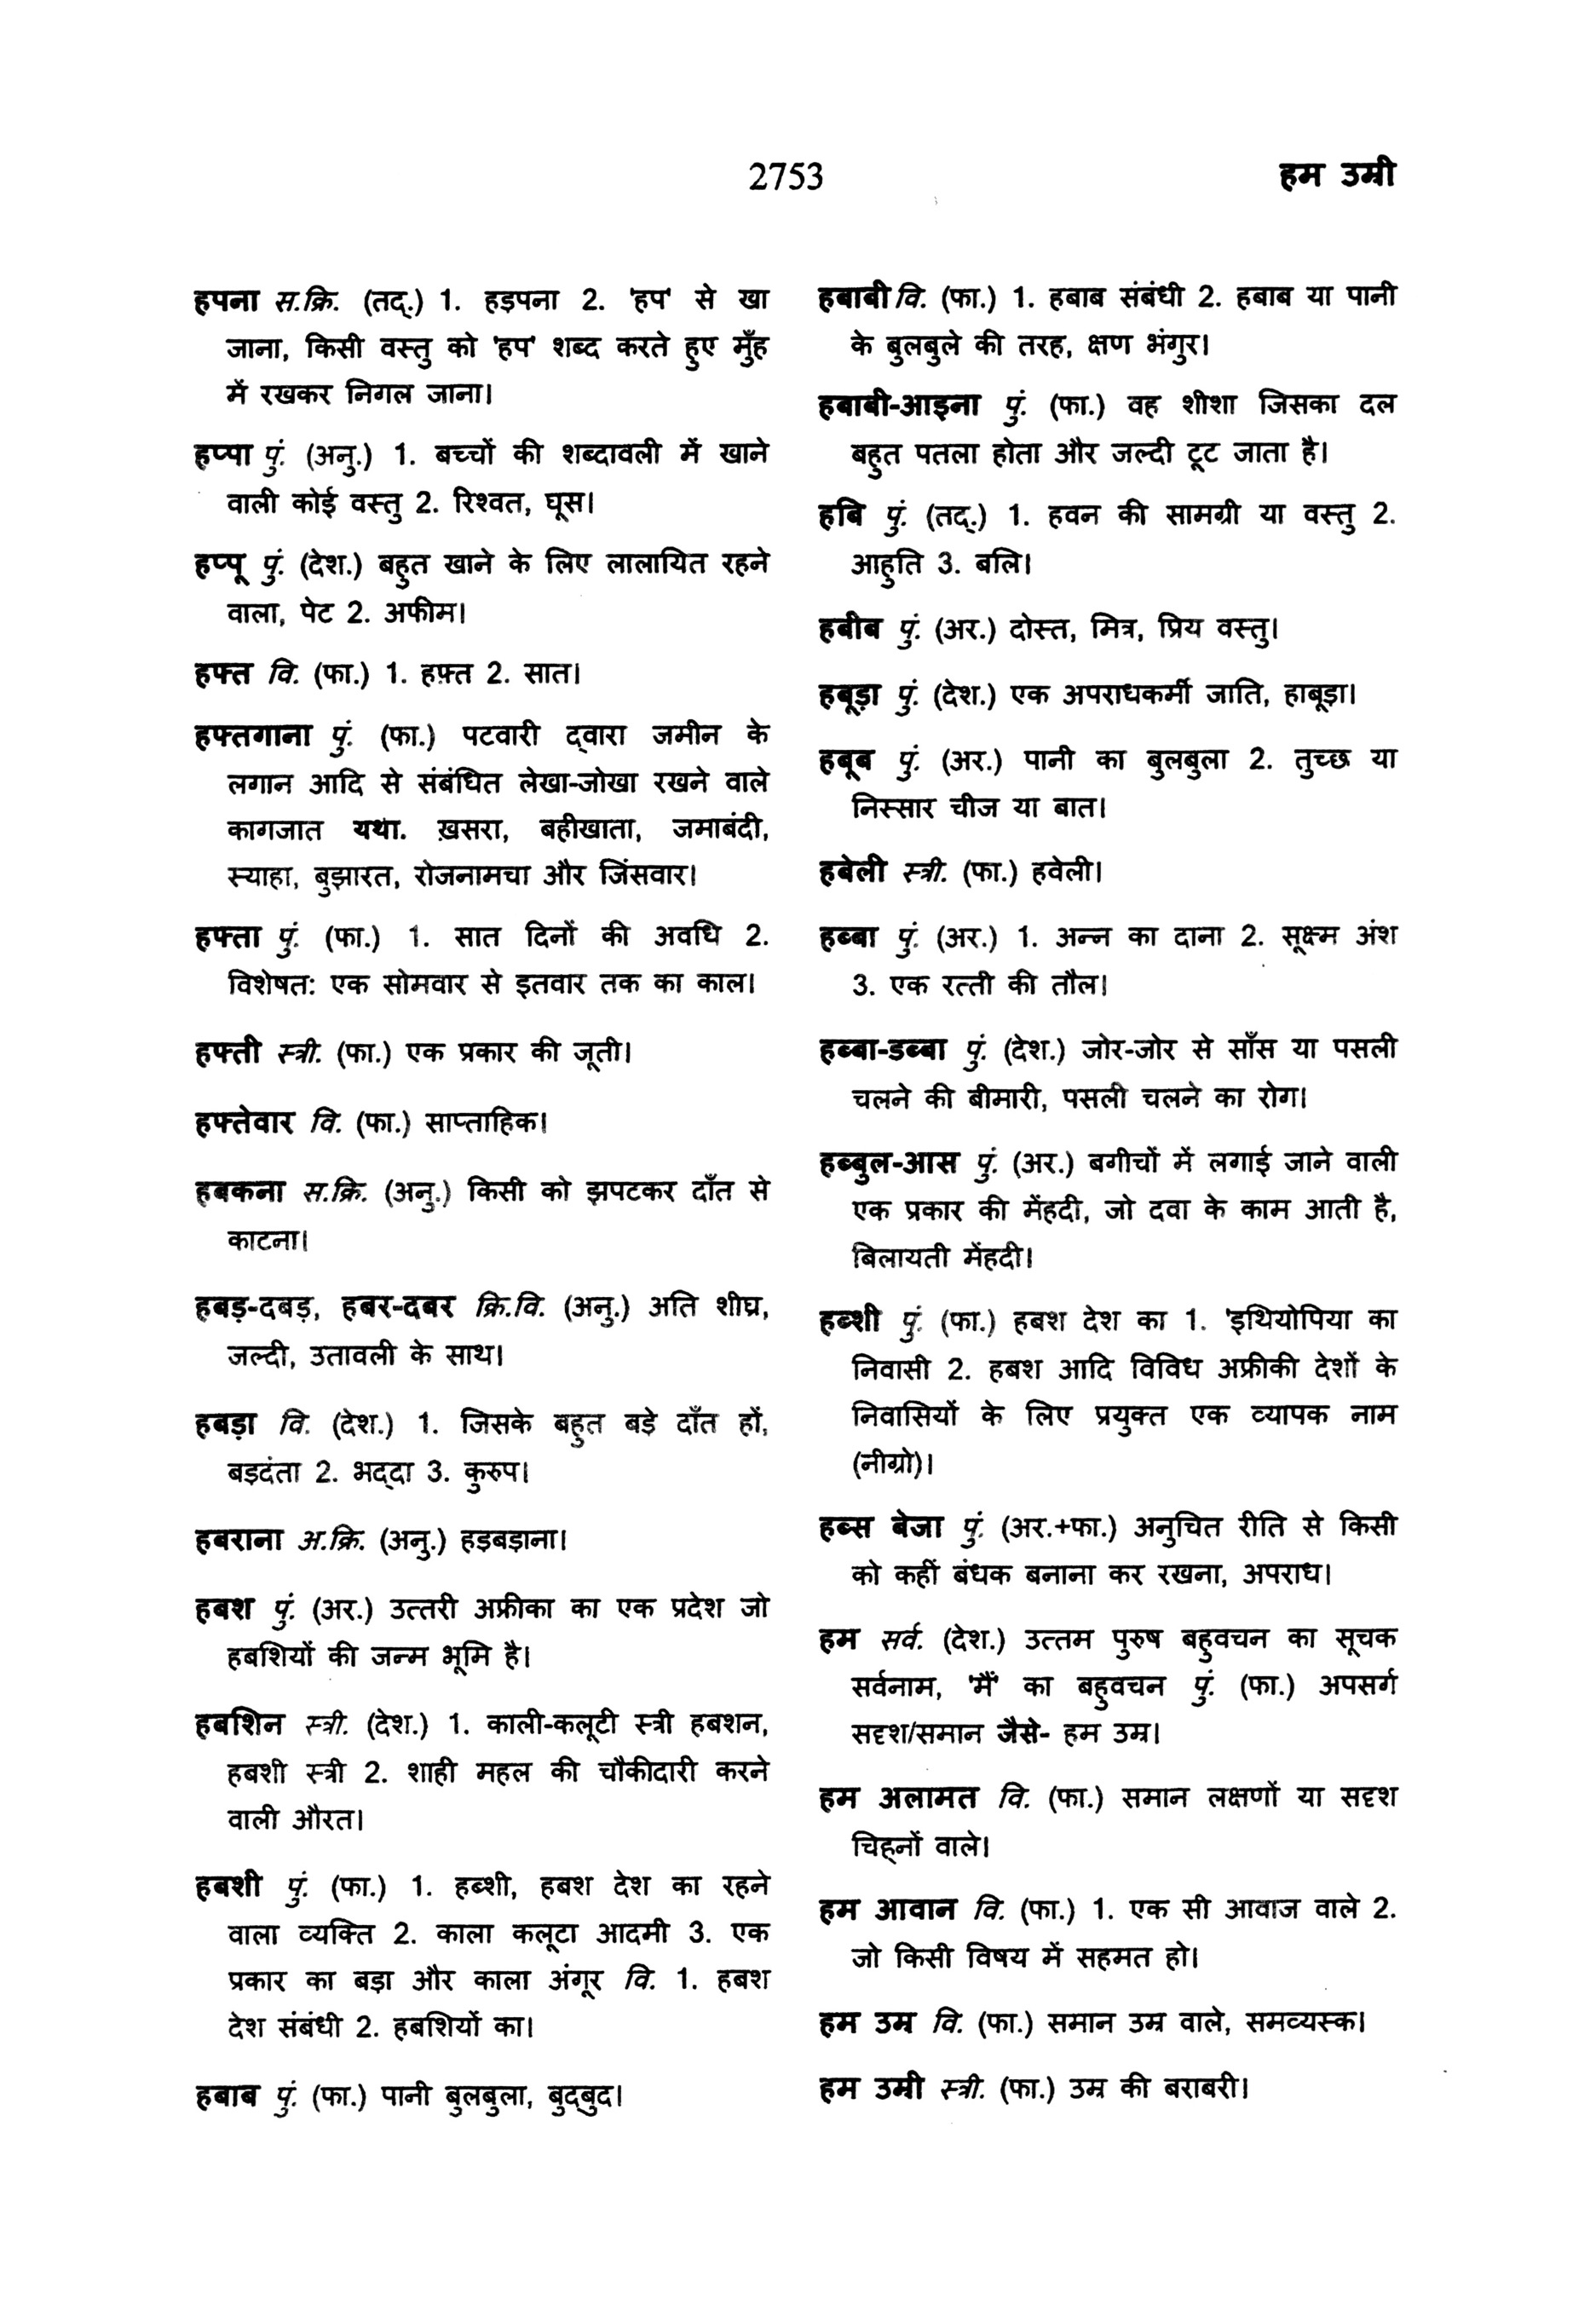 2753
हम उम्री
हपना स.क्रि. (तद्.) 1. हड़पना 2. 'हप' से खा
जाना, किसी वस्तु को 'हप' शब्द करते हुए मुँह
में रखकर निगल जाना।
हप्पा पुं. (अनु.) 1. बच्चों की शब्दावली में खाने
वाली कोई वस्तु 2. रिश्वत, घूस।
हप्पू पुं. (देश.) बहुत खाने के लिए लालायित रहने
वाला, पेट 2. अफीम।
हफ्त वि. (फा.) 1. हफ़्त 2. सात।
हफ्तगाना पुं. (फा.) पटवारी द्वारा जमीन के
लगान आदि से संबंधित लेखा-जोखा रखने वाले
कागजात यथा. ख़सरा, बहीखाता, जमाबंदी,
स्याहा, बुझारत, रोजनामचा और जिंसवार।
हफ्ता पुं. (फा.) 1. सात दिनों की अवधि 2.
विशेषत: एक सोमवार से इतवार तक का काल।
हफ्ती स्त्री. (फा.) एक प्रकार की जूती।
हफ्तेवार वि. (फा.) साप्ताहिक।
हबकना स.क्रि. (अनु.) किसी को झपटकर दाँत से
काटना।
हबड़-दबड़, हबर-दबर क्रि.वि. (अनु.) अति शीघ्र,
जल्दी, उतावली के साथ।
हबड़ा वि. (देश.) 1. जिसके बहुत बड़े दाँत हों,
बड़दंता 2. भद्दा 3. कुरुप।
हबराना अ.क्रि. (अनु.) हड़बड़ाना।
हबश पुं. (अर.) उत्तरी अफ्रीका का एक प्रदेश जो
हबशियों की जन्म भूमि है।
हबशिन स्त्री. (देश.) 1. काली-कलूटी स्त्री हबशन,
हबशी स्त्री 2. शाही महल की चौकीदारी करने
वाली औरत।
हबशी पुं. (फा.) 1. हब्शी, हबश देश का रहने
वाला व्यक्ति 2. काला कलूटा आदमी 3. एक
प्रकार का बड़ा और काला अंगूर वि. 1. हबश
देश संबंधी 2. हबशियों का।
हबाब पुं. (फा.) पानी बुलबुला, बुद्बुद।
हबाबी वि. (फा.) 1. हबाब संबंधी 2. हबाब या पानी
के बुलबुले की तरह, क्षण भंगुर।
हबाबी-आइना पुं. (फा.) वह शीशा जिसका दल
बहुत पतला होता और जल्दी टूट जाता है।
हबि पुं. (तद्.) 1. हवन की सामग्री या वस्तु 2.
आहुति 3. बलि।
हबीब पुं. (अर.) दोस्त, मित्र, प्रिय वस्तु।
हबूड़ा पुं. (देश.) एक अपराधकर्मी जाति, हाबूड़ा।
हबूब पुं. (अर.) पानी का बुलबुला 2. तुच्छ या
निस्सार चीज या बात।
हबेली स्त्री. (फा.) हवेली।
हब्बा पुं. (अर.) 1. अन्न का दाना 2. सूक्ष्म अंश
3. एक रत्ती की तौल।
हब्बा-डब्बा पुं. (देश.) जोर-जोर से साँस या पसली
चलने की बीमारी, पसली चलने का रोग।
हब्बुल-आस पुं. (अर.) बगीचों में लगाई जाने वाली
एक प्रकार की मेंहदी, जो दवा के काम आती है,
बिलायती मेंहदी।
हब्शी पुं. (फा.) हबश देश का 1. 'इथियोपिया का
निवासी 2. हबश आदि विविध अफ्रीकी देशों के
निवासियों के लिए प्रयुक्त एक व्यापक नाम
(नीग्रो)।
हब्स बेजा पुं. (अर.+फा.) अनुचित रीति से किसी
को कहीं बंधक बनाना कर रखना, अपराध।
हम सर्व. (देश.) उत्तम पुरुष बहुवचन का सूचक
सर्वनाम, 'मैं' का बहुवचन पुं. (फा.) अपसर्ग
सदृश/समान जैसे- हम उम्र।
हम अलामत वि. (फा.) समान लक्षणों या सदृश
चिह्नों वाले।
हम आवान वि. (फा.) 1. एक सी आवाज वाले 2.
जो किसी विषय में सहमत हो।
हम उम्र वि. (फा.) समान उम्र वाले, समव्यस्क।
हम उम्री स्त्री. (फा.) उम्र की बराबरी।